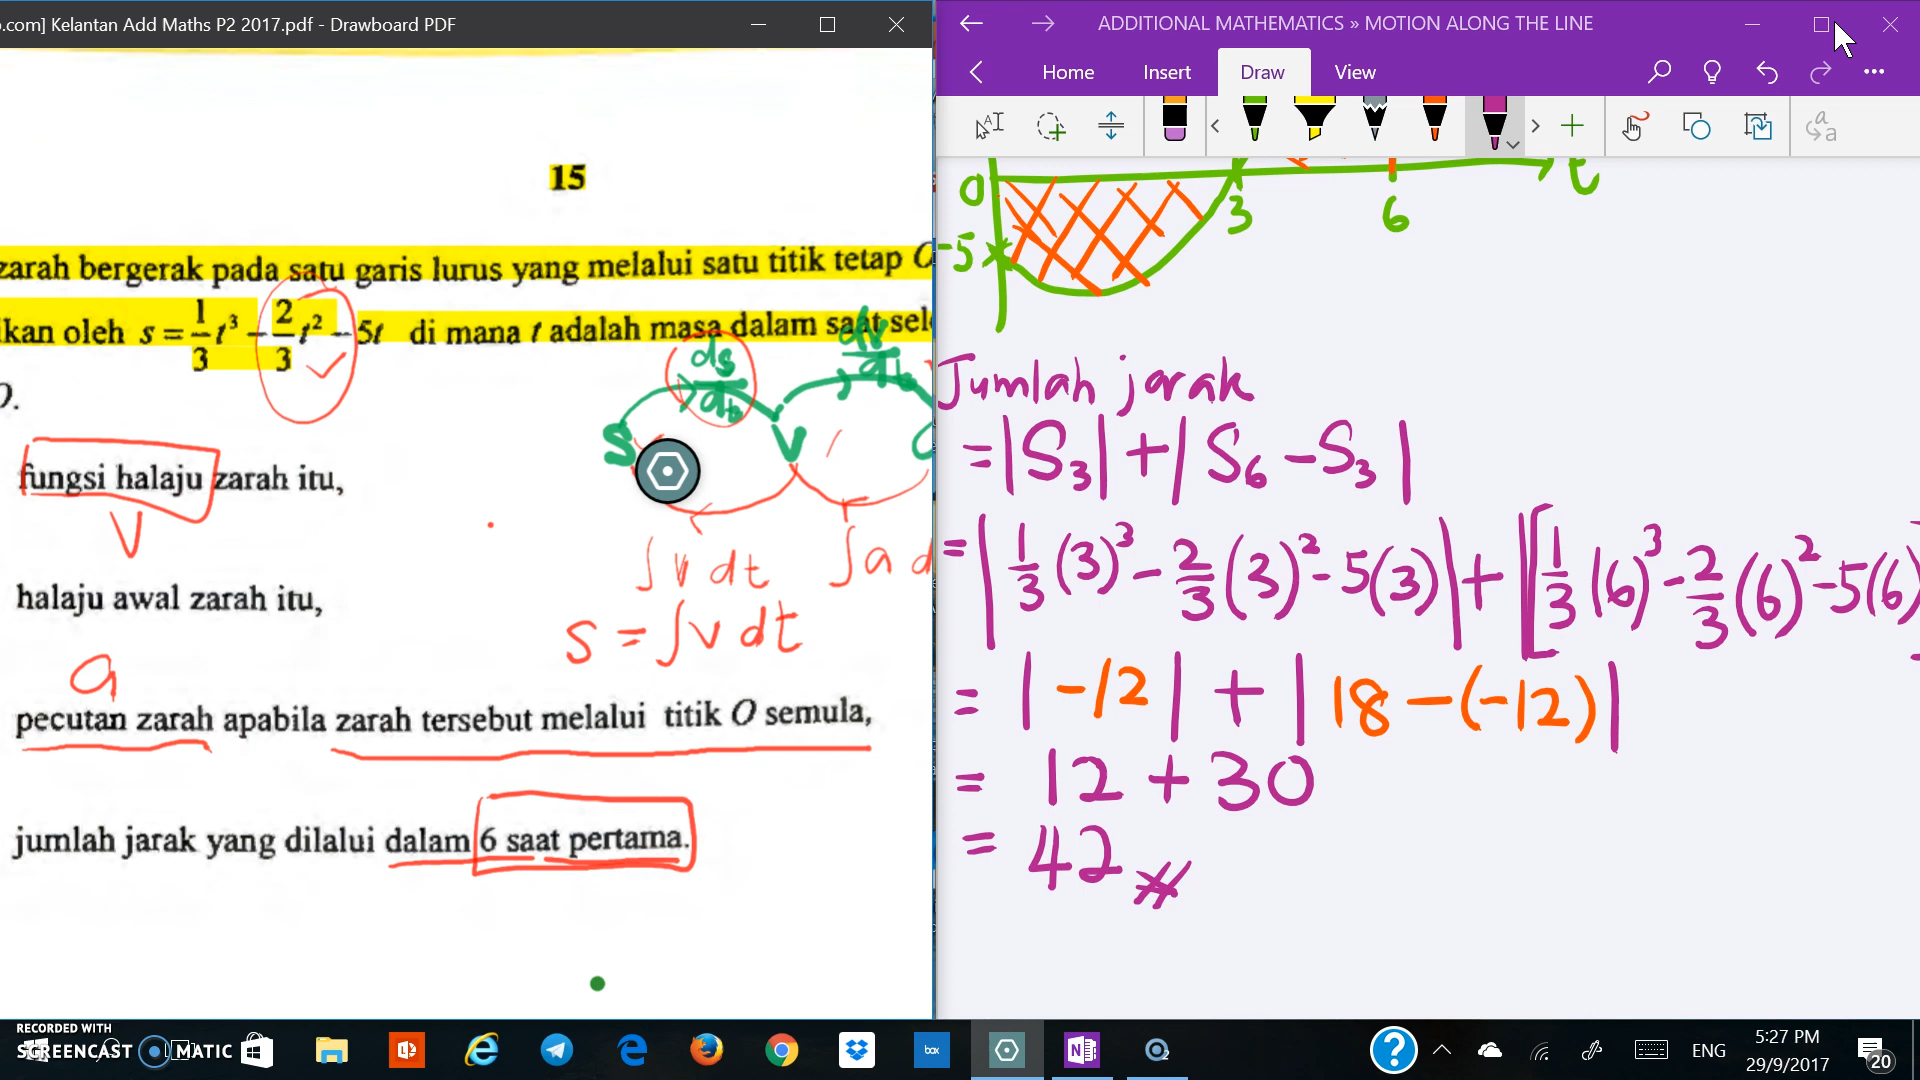 .com] Kelantan Add Maths P2 2017.pdf - Drawboard PDF
15
zarah bergerak pada satu garis lurus yang melalui satu titik tetap O
ikan oleh s = 1/3 t³ - 2/3 t² - 5t di mana t adalah masa dalam saat sel
O.
ds/dt
dv/dt
S V
fungsi halaju zarah itu,
V
∫v dt ∫a d
halaju awal zarah itu,
s = ∫v dt
a
pecutan zarah apabila zarah tersebut melalui titik O semula,
jumlah jarak yang dilalui dalam 6 saat pertama.
ADDITIONAL MATHEMATICS » MOTION ALONG THE LINE
Home Insert Draw View
0 3 6 t
-5
Jumlah jarak
= |S₃| + |S₆ - S₃|
= |1/3 (3)³ - 2/3 (3)² - 5(3)| + |[1/3 (6)³ - 2/3 (6)² - 5(6)
= |-12| + |18 - (-12)|
= 12 + 30
= 42 #
RECORDED WITH
SCREENCAST MATIC
box
N
?
ENG
5:27 PM
29/9/2017
20